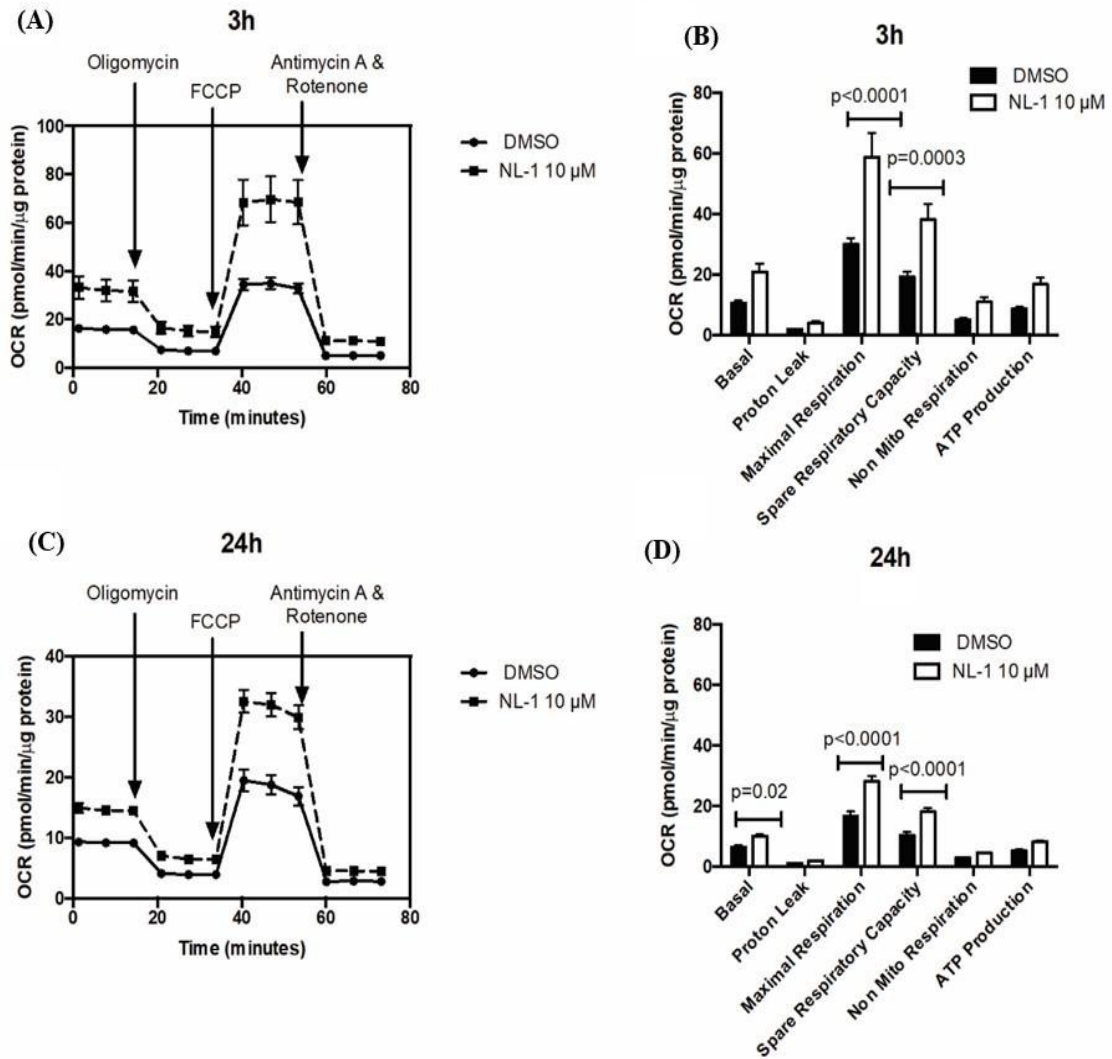 (A)
3h
Oligomycin
FCCP
Antimycin A &
Rotenone
OCR (pmol/min/µg protein)
100
80
60
40
20
0
0 20 40 60 80
Time (minutes)
DMSO
NL-1 10 µM
(B)
3h
DMSO
NL-1 10 µM
p<0.0001
p=0.0003
OCR (pmol/min/µg protein)
80
60
40
20
0
Basal
Proton Leak
Maximal Respiration
Spare Respiratory Capacity
Non Mito Respiration
ATP Production
(C)
24h
Oligomycin
FCCP
Antimycin A &
Rotenone
OCR (pmol/min/µg protein)
40
30
20
10
0
0 20 40 60 80
Time (minutes)
DMSO
NL-1 10 µM
(D)
24h
DMSO
NL-1 10 µM
p<0.0001
p<0.0001
p=0.02
OCR (pmol/min/µg protein)
80
60
40
20
0
Basal
Proton Leak
Maximal Respiration
Spare Respiratory Capacity
Non Mito Respiration
ATP Production